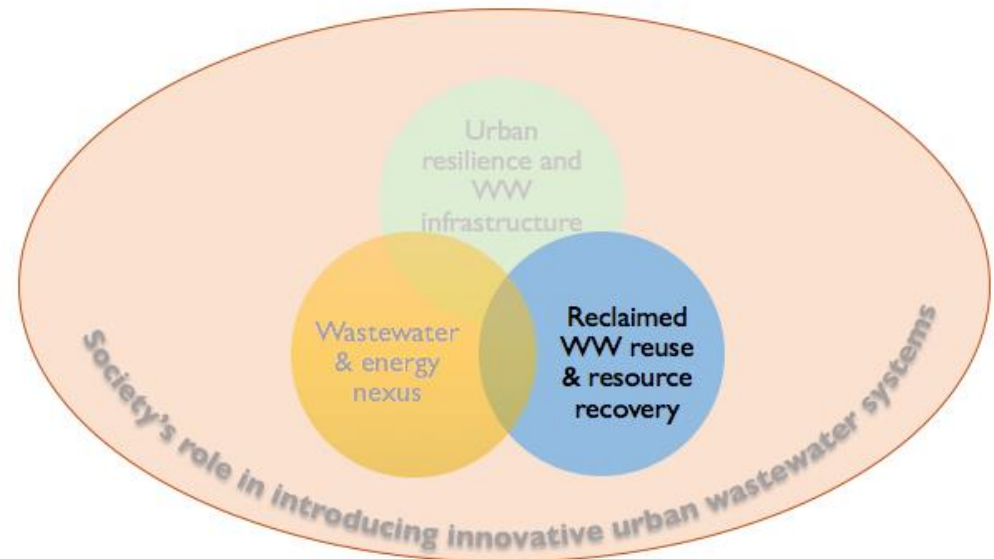 Urban
resilience and
WW
infrastructure
Wastewater
& energy
nexus
Reclaimed
WW reuse
& resource
recovery
Society's role in introducing innovative urban wastewater systems